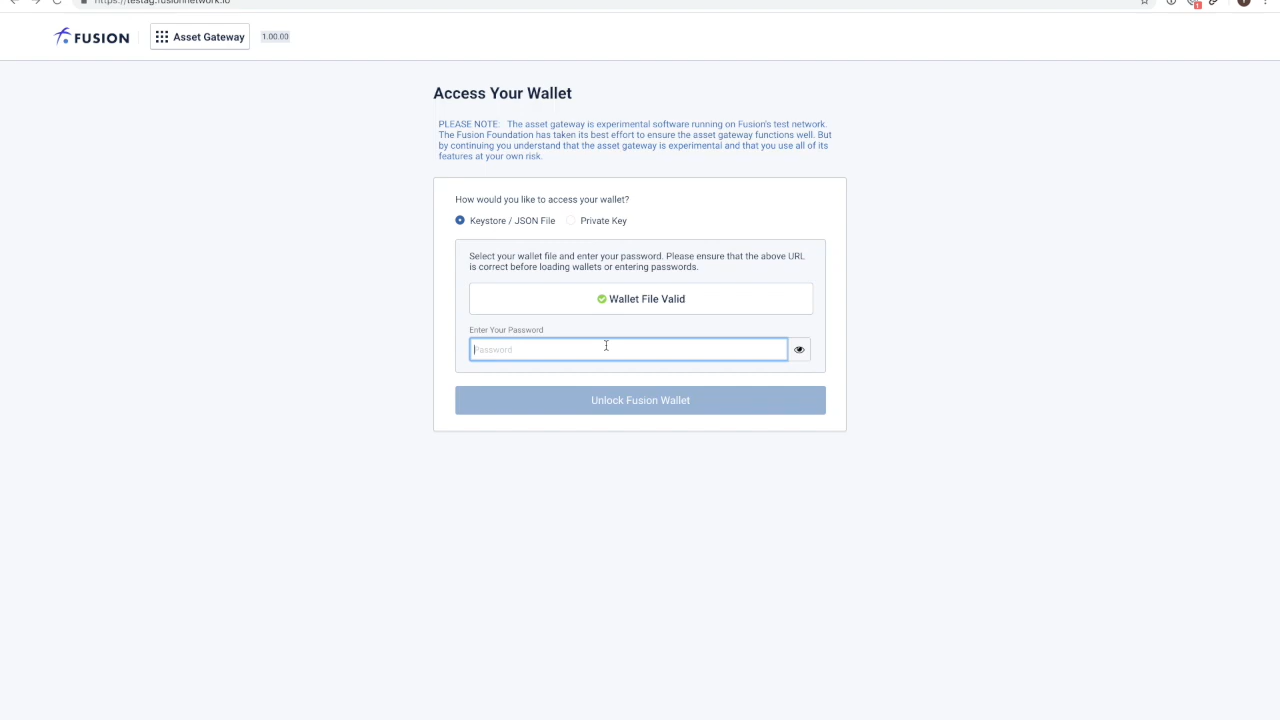 https://testag.fusionnetwork.io
FUSION
Asset Gateway
1.00.00
Access Your Wallet
PLEASE NOTE: The asset gateway is experimental software running on Fusion's test network.
The Fusion Foundation has taken its best effort to ensure the asset gateway functions well. But
by continuing you understand that the asset gateway is experimental and that you use all of its
features at your own risk.
How would you like to access your wallet?
Keystore / JSON File
Private Key
Select your wallet file and enter your password. Please ensure that the above URL
is correct before loading wallets or entering passwords.
Wallet File Valid
Enter Your Password
Password
Unlock Fusion Wallet